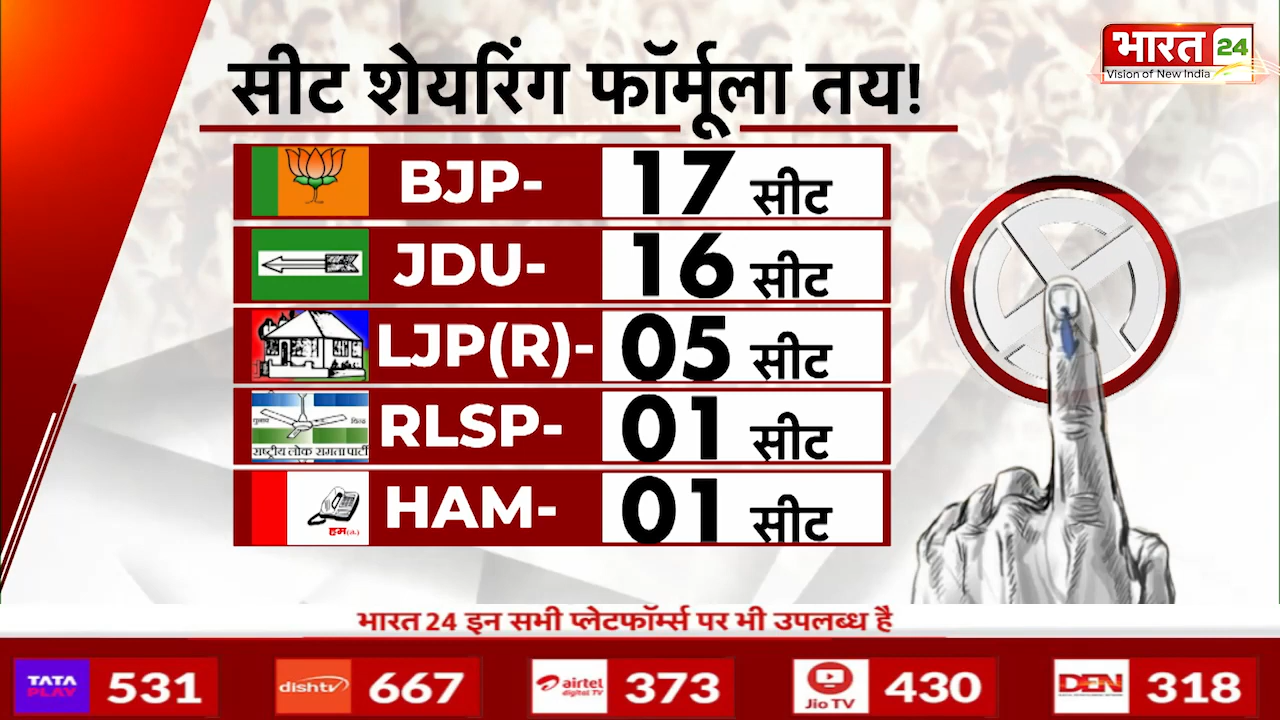 भारत 24
Vision of New India
सीट शेयरिंग फॉर्मूला तय!
BJP- 17 सीट
JDU- 16 सीट
LJP(R)- 05 सीट
चुनाव चिन्ह
राष्ट्रीय लोक समता पार्टी
RLSP- 01 सीट
हम(से.)
HAM- 01 सीट
भारत 24 इन सभी प्लेटफॉर्म्स पर भी उपलब्ध है
TATA PLAY 531
dishtv 667
airtel digital TV 373
JioTV 430
DEN 318